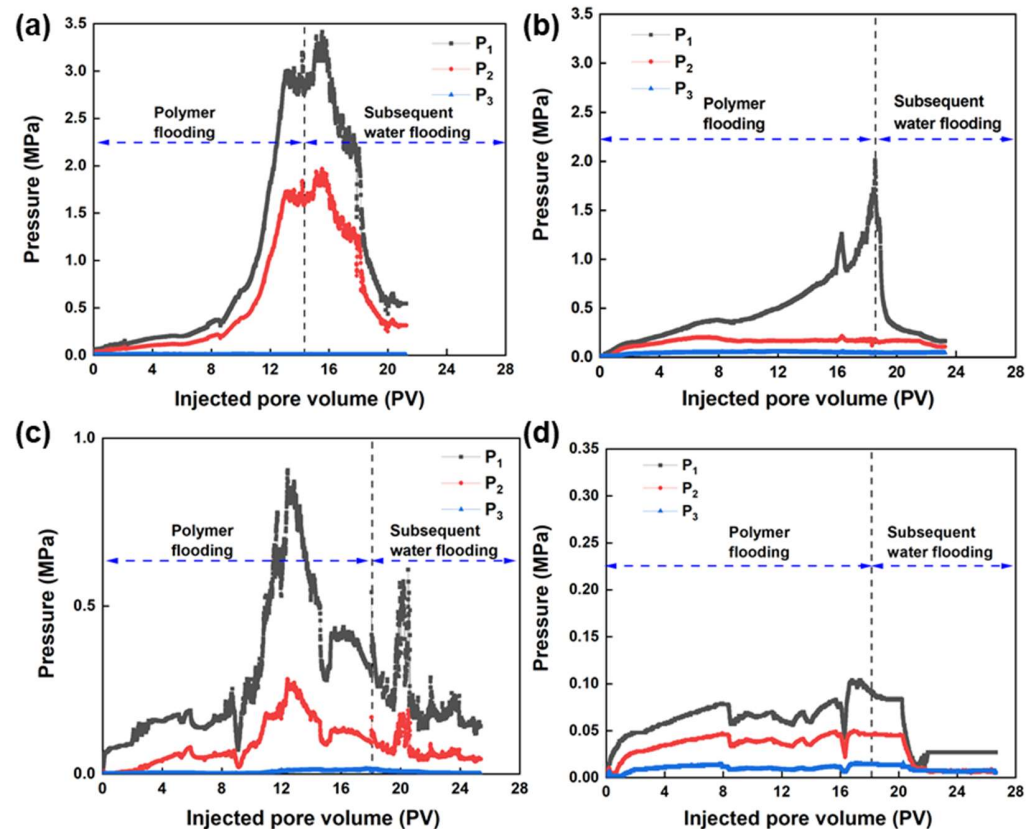 (a)
3.5
3.0
2.5
2.0
1.5
1.0
0.5
0.0
Pressure (MPa)
P₁
P₂
P₃
Polymer
flooding
Subsequent
water flooding
0 4 8 12 16 20 24 28
Injected pore volume (PV)
(b)
3.5
3.0
2.5
2.0
1.5
1.0
0.5
0.0
Pressure (MPa)
P₁
P₂
P₃
Polymer
flooding
Subsequent
water flooding
0 4 8 12 16 20 24 28
Injected pore volume (PV)
(c)
1.0
0.5
0.0
Pressure (MPa)
P₁
P₂
P₃
Polymer
flooding
Subsequent
water flooding
0 4 8 12 16 20 24 28
Injected pore volume (PV)
(d)
0.35
0.30
0.25
0.20
0.15
0.10
0.05
0.00
Pressure (MPa)
P₁
P₂
P₃
Polymer
flooding
Subsequent
water flooding
0 4 8 12 16 20 24 28
Injected pore volume (PV)